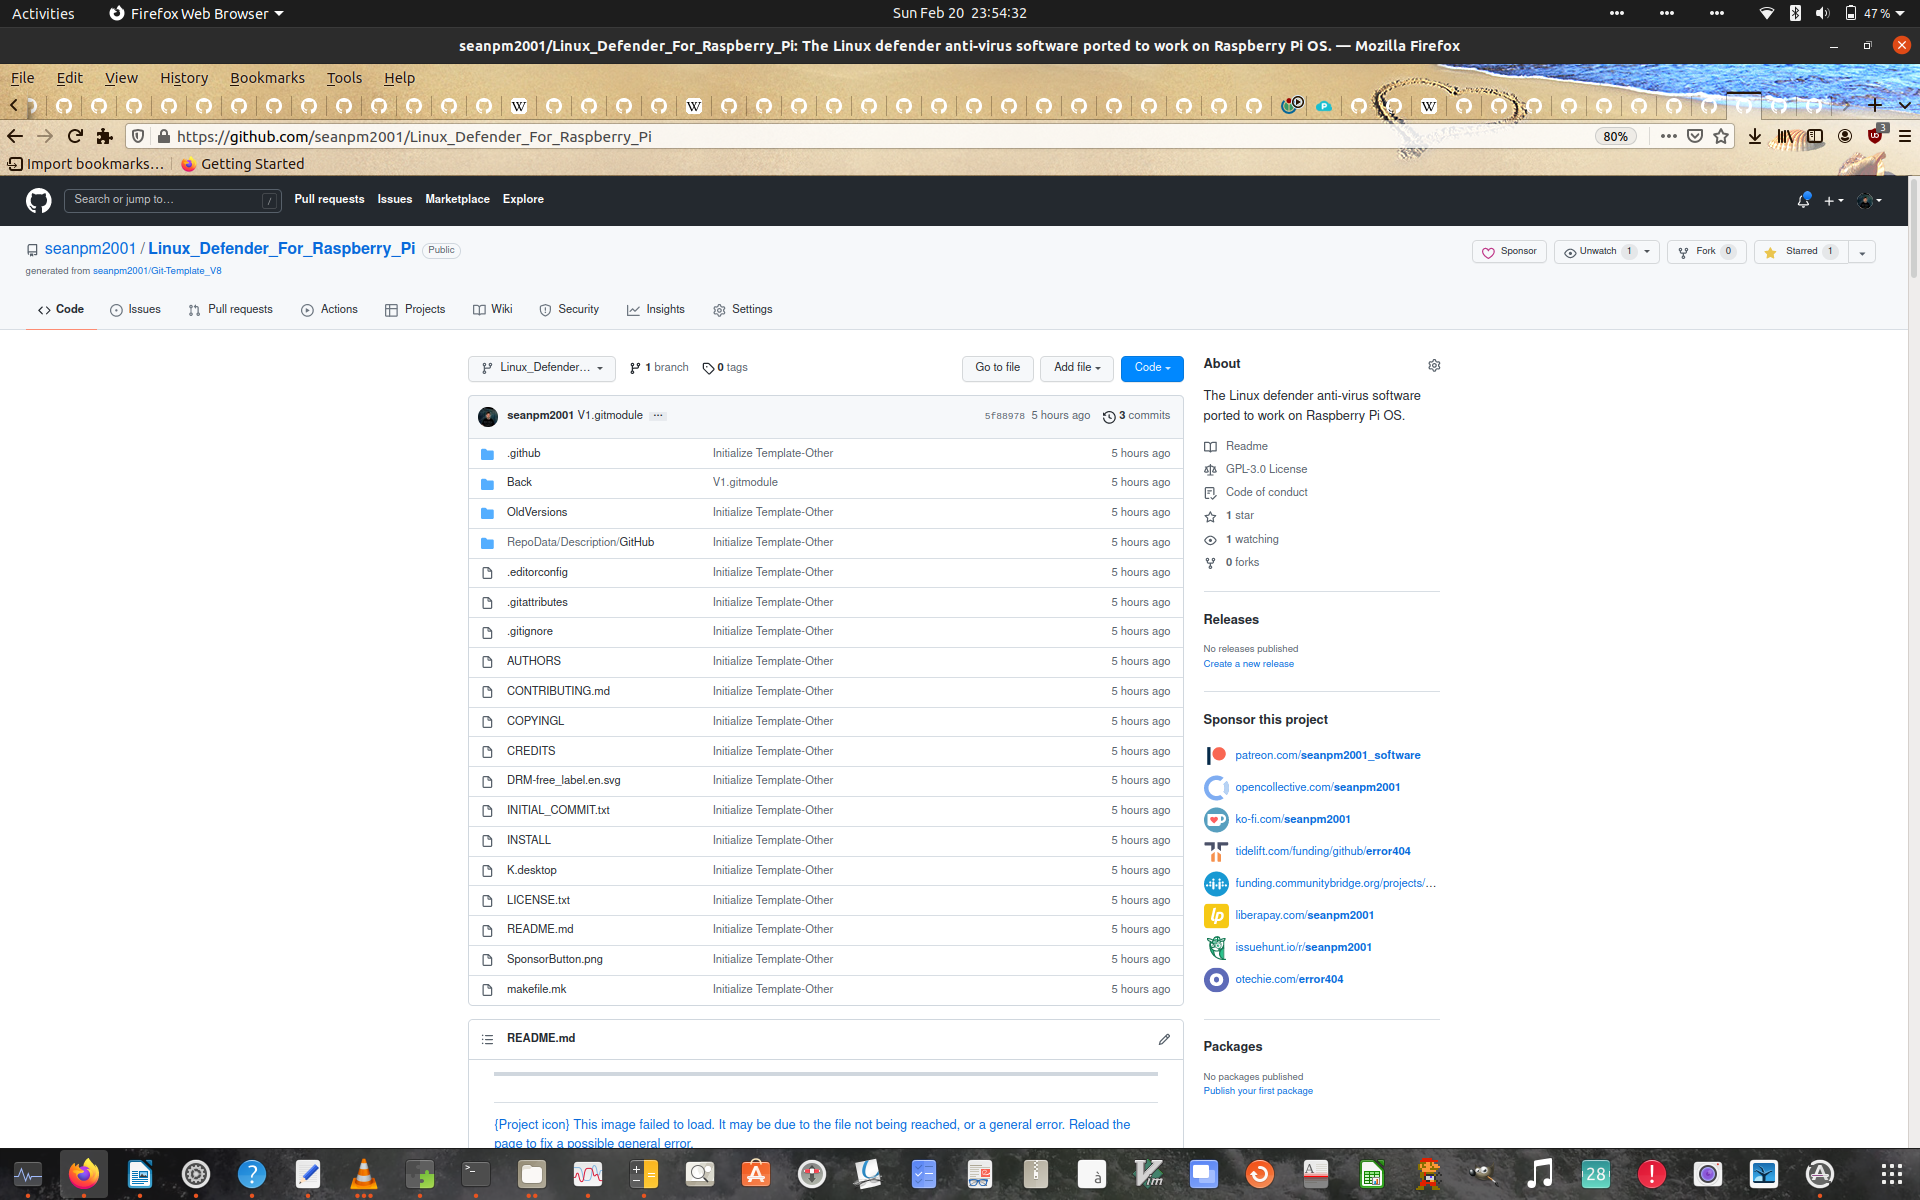 Activities Firefox Web Browser Sun Feb 20 23:54:32 47 %
seanpm2001/Linux_Defender_For_Raspberry_Pi: The Linux defender anti-virus software ported to work on Raspberry Pi OS. — Mozilla Firefox
File Edit View History Bookmarks Tools Help
https://github.com/seanpm2001/Linux_Defender_For_Raspberry_Pi 80% 3
Import bookmarks... Getting Started
Search or jump to... / Pull requests Issues Marketplace Explore
seanpm2001 / Linux_Defender_For_Raspberry_Pi Public Sponsor Unwatch 1 Fork 0 Starred 1
generated from seanpm2001/Git-Template_V8
Code Issues Pull requests Actions Projects Wiki Security Insights Settings
Linux_Defender... 1 branch 0 tags Go to file Add file Code
seanpm2001 V1.gitmodule ... 5f88978 5 hours ago 3 commits
.github Initialize Template-Other 5 hours ago
Back V1.gitmodule 5 hours ago
OldVersions Initialize Template-Other 5 hours ago
RepoData/Description/GitHub Initialize Template-Other 5 hours ago
.editorconfig Initialize Template-Other 5 hours ago
.gitattributes Initialize Template-Other 5 hours ago
.gitignore Initialize Template-Other 5 hours ago
AUTHORS Initialize Template-Other 5 hours ago
CONTRIBUTING.md Initialize Template-Other 5 hours ago
COPYINGL Initialize Template-Other 5 hours ago
CREDITS Initialize Template-Other 5 hours ago
DRM-free_label.en.svg Initialize Template-Other 5 hours ago
INITIAL_COMMIT.txt Initialize Template-Other 5 hours ago
INSTALL Initialize Template-Other 5 hours ago
K.desktop Initialize Template-Other 5 hours ago
LICENSE.txt Initialize Template-Other 5 hours ago
README.md Initialize Template-Other 5 hours ago
SponsorButton.png Initialize Template-Other 5 hours ago
makefile.mk Initialize Template-Other 5 hours ago
README.md
{Project icon} This image failed to load. It may be due to the file not being reached, or a general error. Reload the
page to fix a possible general error.
About
The Linux defender anti-virus software
ported to work on Raspberry Pi OS.
Readme
GPL-3.0 License
Code of conduct
1 star
1 watching
0 forks
Releases
No releases published
Create a new release
Sponsor this project
patreon.com/seanpm2001_software
opencollective.com/seanpm2001
ko-fi.com/seanpm2001
tidelift.com/funding/github/error404
funding.communitybridge.org/projects/...
liberapay.com/seanpm2001
issuehunt.io/r/seanpm2001
otechie.com/error404
Packages
No packages published
Publish your first package
28